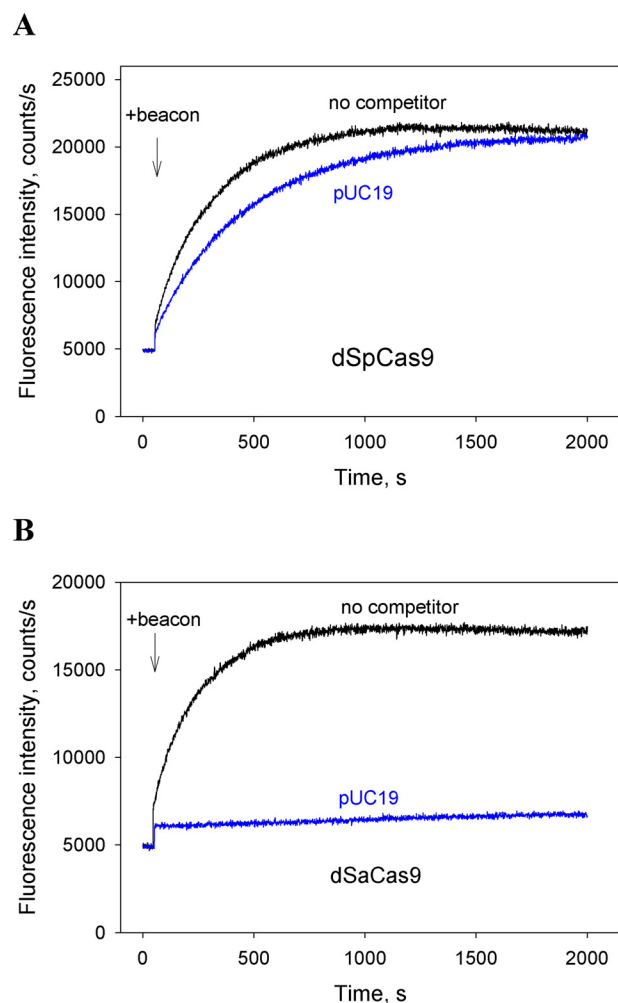 A
Fluorescence intensity, counts/s
25000
20000
15000
10000
5000
0
+beacon
no competitor
pUC19
dSpCas9
0 500 1000 1500 2000
Time, s
B
Fluorescence intensity, counts/s
20000
15000
10000
5000
0
+beacon
no competitor
pUC19
dSaCas9
0 500 1000 1500 2000
Time, s